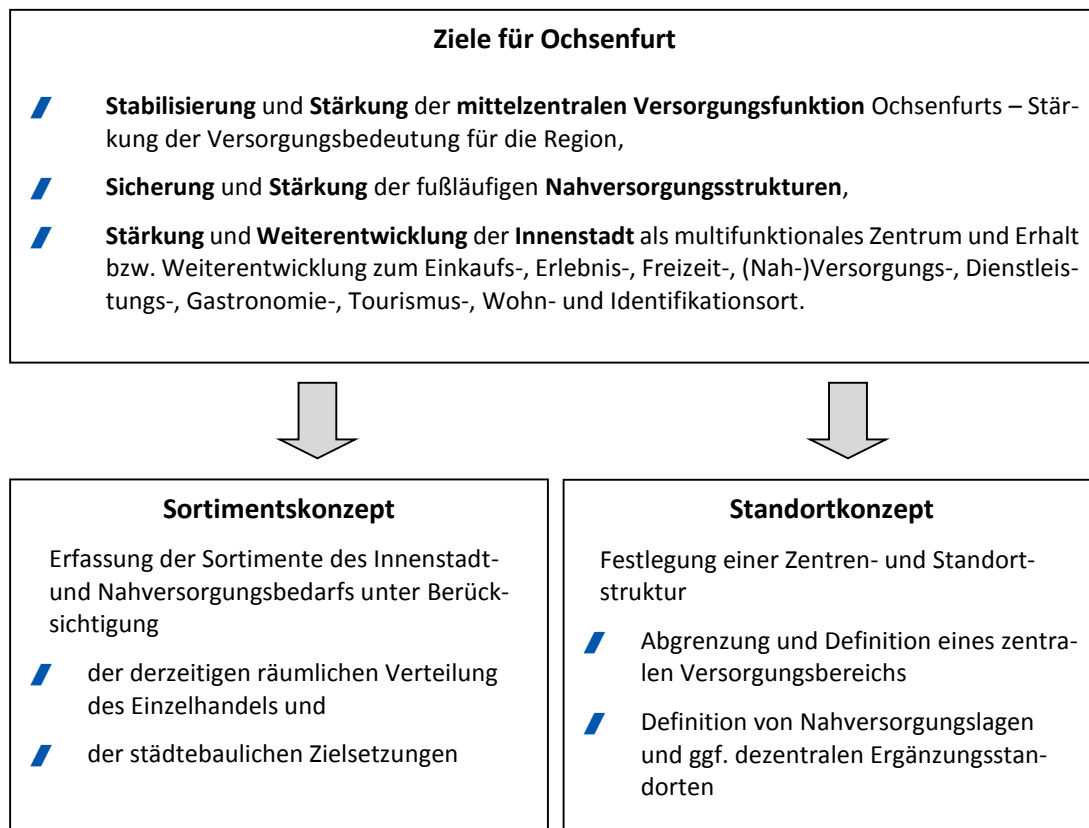 Ziele für Ochsenfurt
Stabilisierung und Stärkung der mittelzentralen Versorgungsfunktion Ochsenfurts – Stär-
kung der Versorgungsbedeutung für die Region,
Sicherung und Stärkung der fußläufigen Nahversorgungsstrukturen,
Stärkung und Weiterentwicklung der Innenstadt als multifunktionales Zentrum und Erhalt
bzw. Weiterentwicklung zum Einkaufs-, Erlebnis-, Freizeit-, (Nah-)Versorgungs-, Dienstleis-
tungs-, Gastronomie-, Tourismus-, Wohn- und Identifikationsort.
Sortimentskonzept
Erfassung der Sortimente des Innenstadt-
und Nahversorgungsbedarfs unter Berück-
sichtigung
der derzeitigen räumlichen Verteilung
des Einzelhandels und
der städtebaulichen Zielsetzungen
Standortkonzept
Festlegung einer Zentren- und Standort-
struktur
Abgrenzung und Definition eines zentra-
len Versorgungsbereichs
Definition von Nahversorgungslagen
und ggf. dezentralen Ergänzungsstan-
dorten